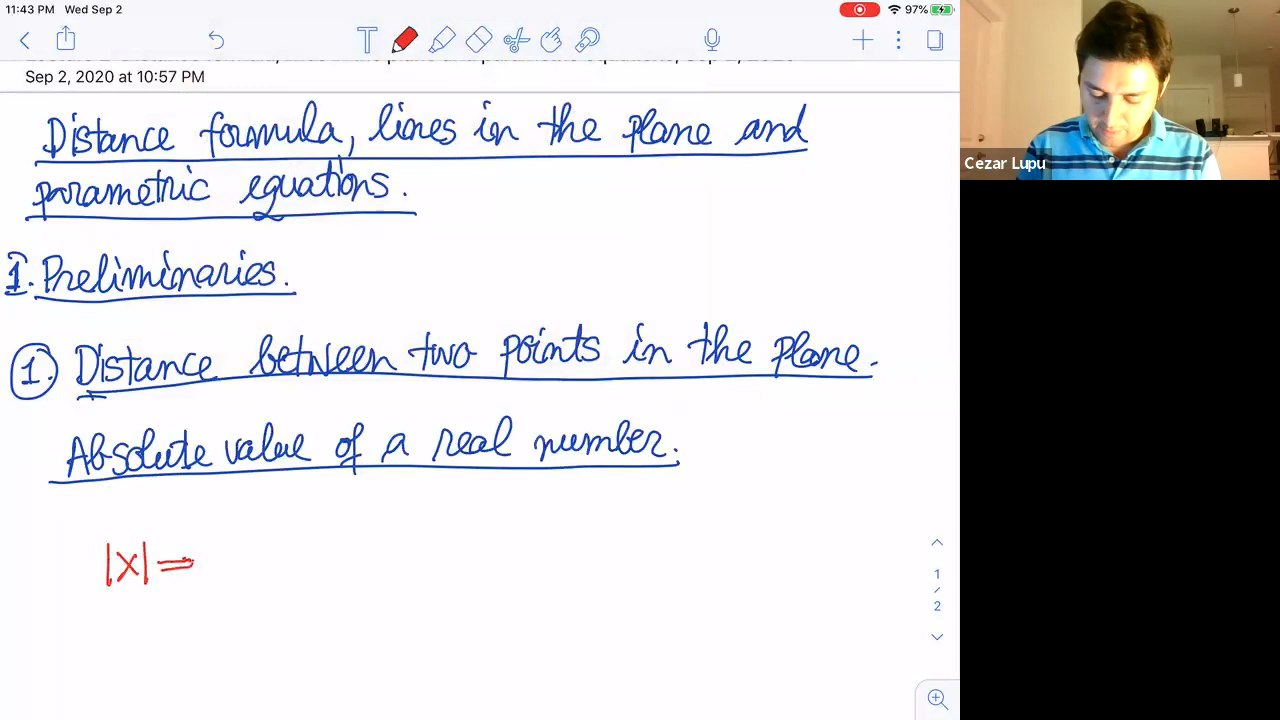 11:43 PM Wed Sep 2
97%
Sep 2, 2020 at 10:57 PM
Distance formula, lines in the plane and
parametric equations.
I. Preliminaries.
1. Distance between two points in the plane.
Absolute value of a real number.
|x|=
1
/
2
Cezar Lupu